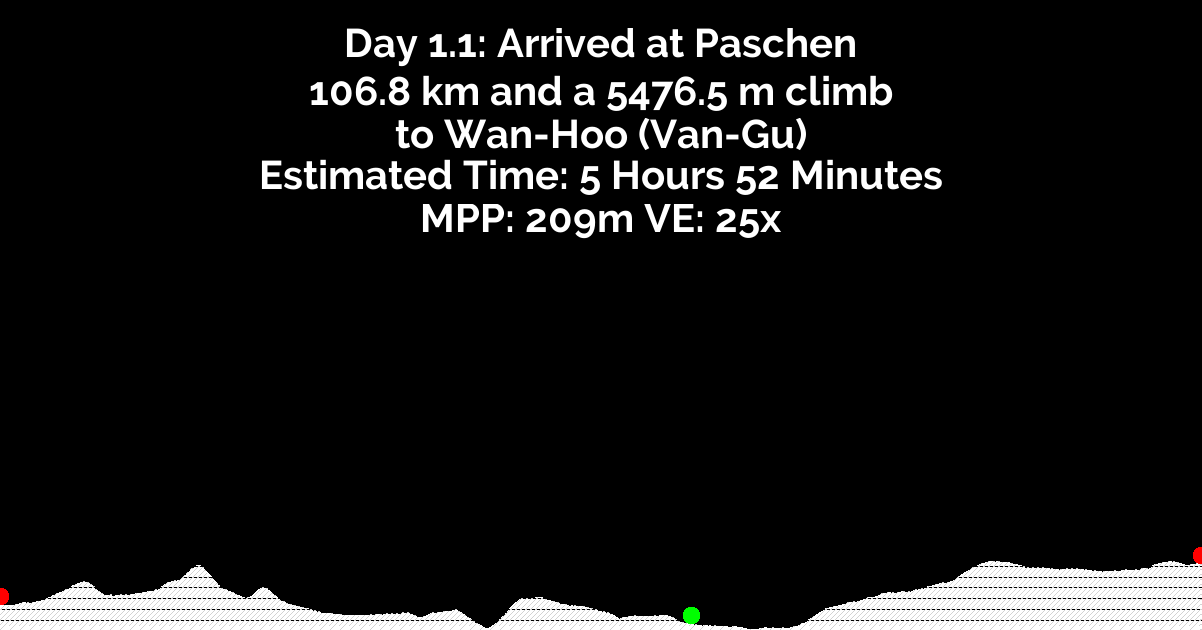 Day 1.1: Arrived at Paschen
106.8 km and a 5476.5 m climb
to Wan-Hoo (Van-Gu)
Estimated Time: 5 Hours 52 Minutes
MPP: 209m VE: 25x